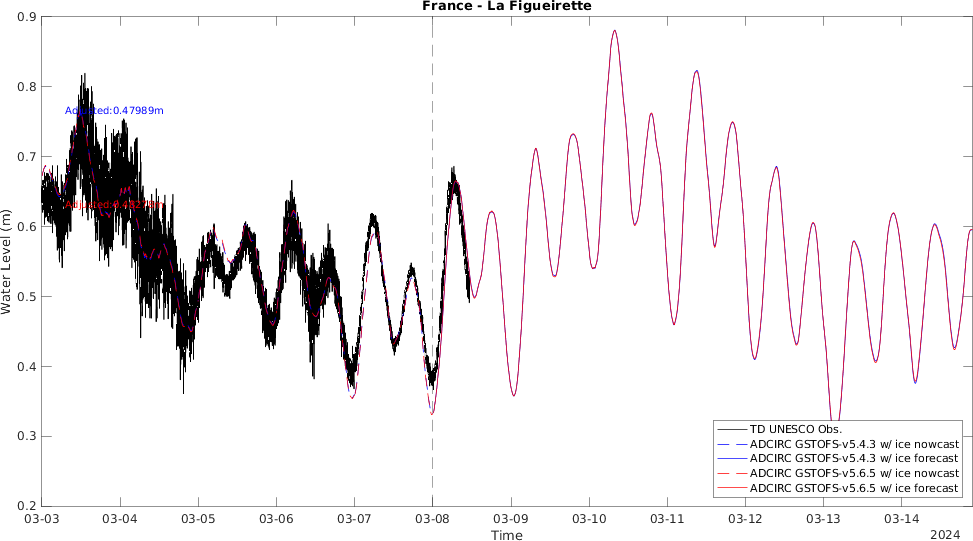 France - La Figueirette
0.9
0.8
0.7
0.6
0.5
0.4
0.3
0.2
Water Level (m)
Adjusted:0.47989m
03-03
03-04
03-05
03-06
03-07
03-08
03-09
03-10
03-11
03-12
03-13
03-14
Time
2024
TD UNESCO Obs.
ADCIRC GSTOFS-v5.4.3 w/ ice nowcast
ADCIRC GSTOFS-v5.4.3 w/ ice forecast
ADCIRC GSTOFS-v5.6.5 w/ ice nowcast
ADCIRC GSTOFS-v5.6.5 w/ ice forecast